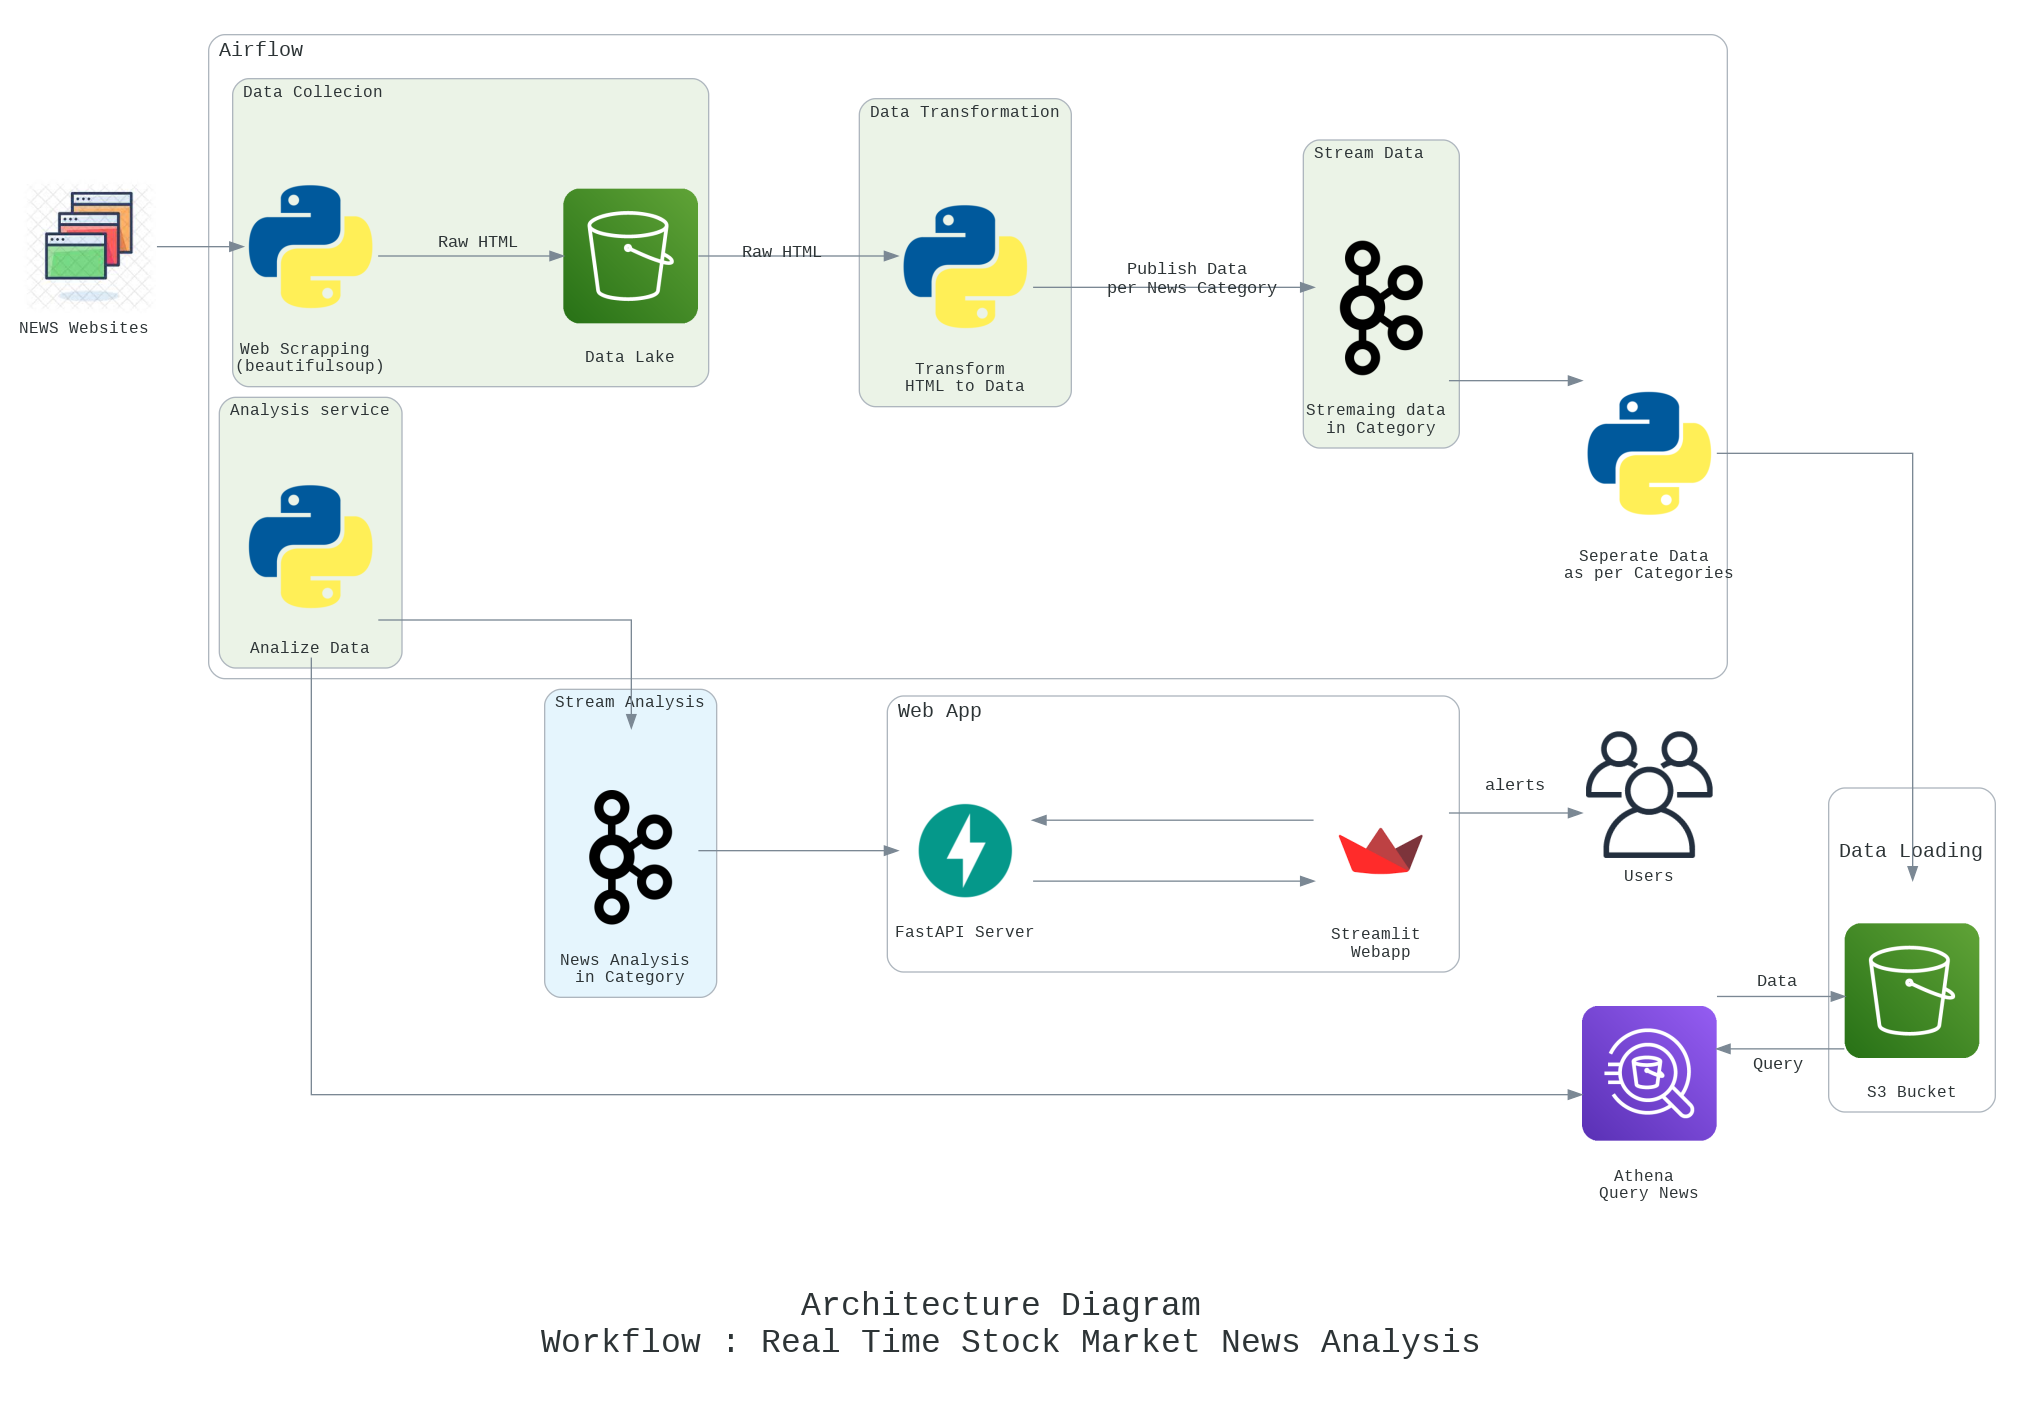 Airflow
Data Collecion
Data Transformation
Stream Data
NEWS Websites
Raw HTML
Raw HTML
Publish Data
per News Category
Web Scrapping
(beautifulsoup)
Data Lake
Transform
HTML to Data
Stremaing data
in Category
Analysis service
Analize Data
Seperate Data
as per Categories
Stream Analysis
Web App
alerts
Users
Data Loading
FastAPI Server
Streamlit
Webapp
News Analysis
in Category
Data
Query
S3 Bucket
Athena
Query News
Architecture Diagram
Workflow : Real Time Stock Market News Analysis